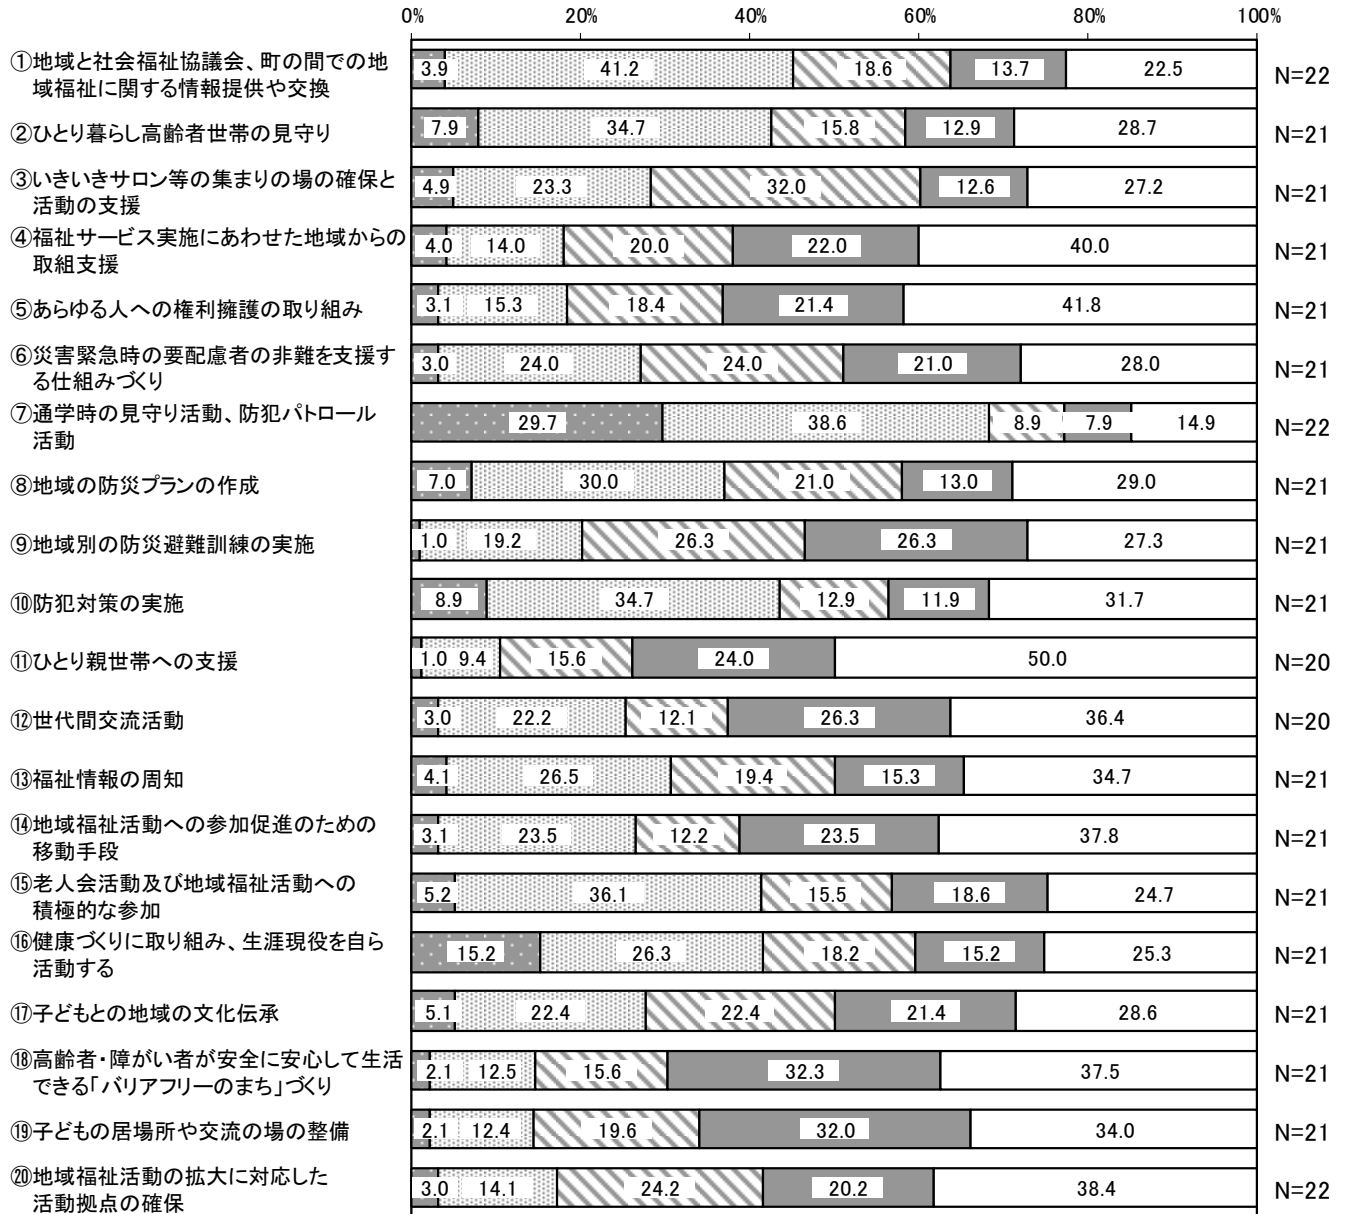 0% 20% 40% 60% 80% 100%
①地域と社会福祉協議会、町の間での地
域福祉に関する情報提供や交換
3.9 41.2 18.6 13.7 22.5 N=22
②ひとり暮らし高齢者世帯の見守り
7.9 34.7 15.8 12.9 28.7 N=21
③いきいきサロン等の集まりの場の確保と
活動の支援
4.9 23.3 32.0 12.6 27.2 N=21
④福祉サービス実施にあわせた地域からの
取組支援
4.0 14.0 20.0 22.0 40.0 N=21
⑤あらゆる人への権利擁護の取り組み
3.1 15.3 18.4 21.4 41.8 N=21
⑥災害緊急時の要配慮者の非難を支援す
る仕組みづくり
3.0 24.0 24.0 21.0 28.0 N=21
⑦通学時の見守り活動、防犯パトロール
活動
29.7 38.6 8.9 7.9 14.9 N=22
⑧地域の防災プランの作成
7.0 30.0 21.0 13.0 29.0 N=21
⑨地域別の防災避難訓練の実施
1.0 19.2 26.3 26.3 27.3 N=21
⑩防犯対策の実施
8.9 34.7 12.9 11.9 31.7 N=21
⑪ひとり親世帯への支援
1.0 9.4 15.6 24.0 50.0 N=20
⑫世代間交流活動
3.0 22.2 12.1 26.3 36.4 N=20
⑬福祉情報の周知
4.1 26.5 19.4 15.3 34.7 N=21
⑭地域福祉活動への参加促進のための
移動手段
3.1 23.5 12.2 23.5 37.8 N=21
⑮老人会活動及び地域福祉活動への
積極的な参加
5.2 36.1 15.5 18.6 24.7 N=21
⑯健康づくりに取り組み、生涯現役を自ら
活動する
15.2 26.3 18.2 15.2 25.3 N=21
⑰子どもとの地域の文化伝承
5.1 22.4 22.4 21.4 28.6 N=21
⑱高齢者・障がい者が安全に安心して生活
できる「バリアフリーのまち」づくり
2.1 12.5 15.6 32.3 37.5 N=21
⑲子どもの居場所や交流の場の整備
2.1 12.4 19.6 32.0 34.0 N=21
⑳地域福祉活動の拡大に対応した
活動拠点の確保
3.0 14.1 24.2 20.2 38.4 N=22